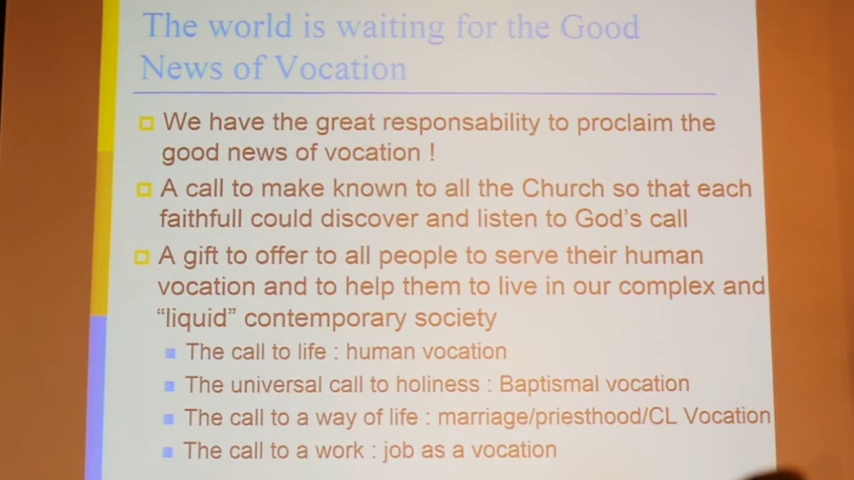 The world is waiting for the Good
News of Vocation
We have the great responsability to proclaim the
good news of vocation !
A call to make known to all the Church so that each
faithfull could discover and listen to God's call
A gift to offer to all people to serve their human
vocation and to help them to live in our complex and
“liquid” contemporary society
The call to life : human vocation
The universal call to holiness : Baptismal vocation
The call to a way of life : marriage/priesthood/CL Vocation
The call to a work : job as a vocation